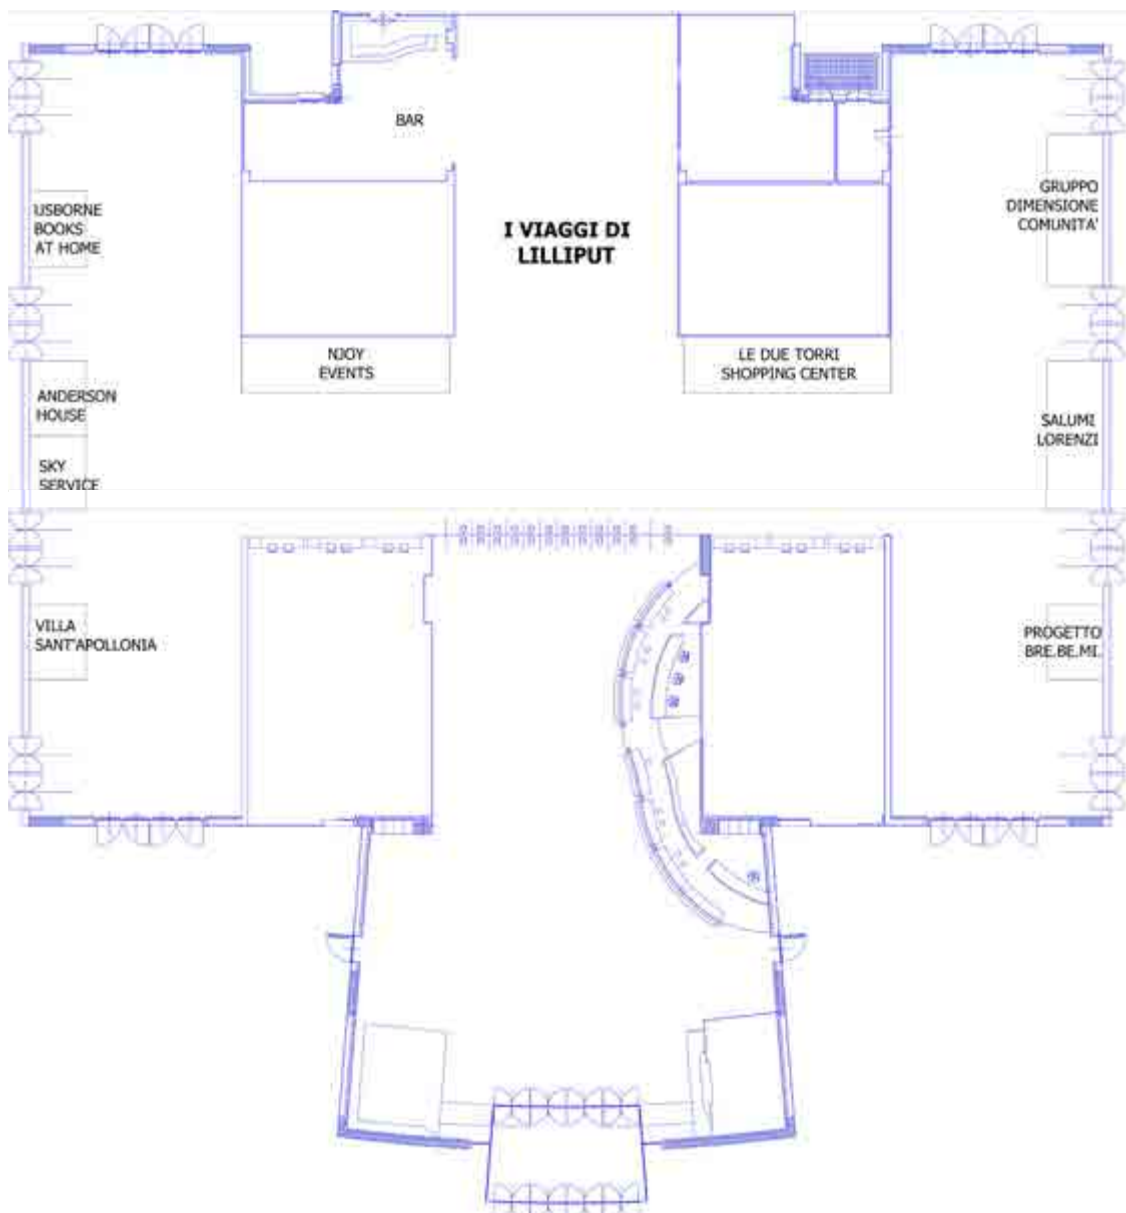 BAR
USBORNE
BOOKS
AT HOME
I VIAGGI DI
LILLIPUT
GRUPPO
DIMENSIONE
COMUNITA'
NJOY
EVENTS
LE DUE TORRI
SHOPPING CENTER
ANDERSON
HOUSE
SALUMI
LORENZI
SKY
SERVICE
VILLA
SANT'APOLLONIA
PROGETTO
BRE.BE.MI.